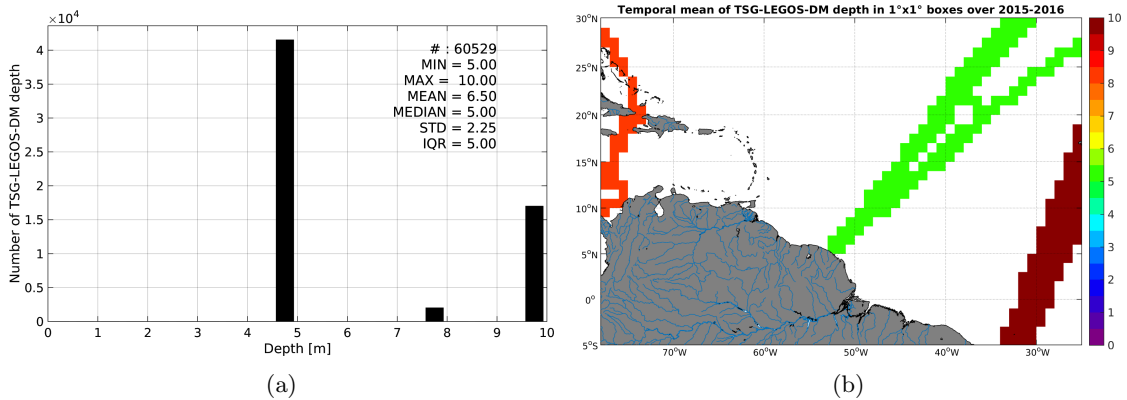 ×10⁴
4
3.5
3
2.5
2
1.5
1
0.5
0
Number of TSG-LEGOS-DM depth
# : 60529
MIN = 5.00
MAX = 10.00
MEAN = 6.50
MEDIAN = 5.00
STD = 2.25
IQR = 5.00
0 1 2 3 4 5 6 7 8 9 10
Depth [m]
(a)
Temporal mean of TSG-LEGOS-DM depth in 1°x1° boxes over 2015-2016
30°N
25°N
20°N
15°N
10°N
5°N
0°
5°S
70°W 60°W 50°W 40°W 30°W
10
9
8
7
6
5
4
3
2
1
0
(b)